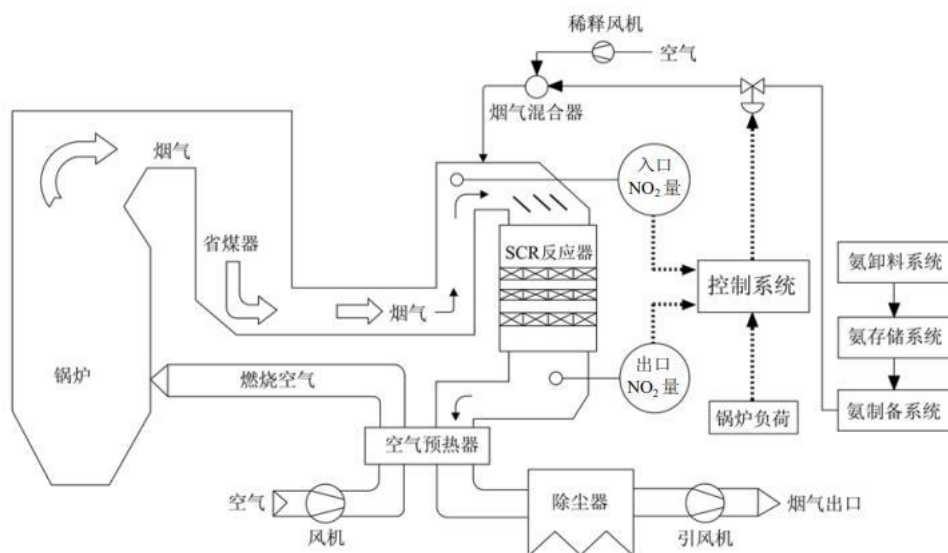 稀释风机
空气
烟气混合器
烟气
入口
NO2量
省煤器
SCR反应器
氨卸料系统
控制系统
烟气
氨存储系统
锅炉
燃烧空气
出口
NO2量
锅炉负荷
氨制备系统
空气预热器
空气
除尘器
烟气出口
风机
引风机